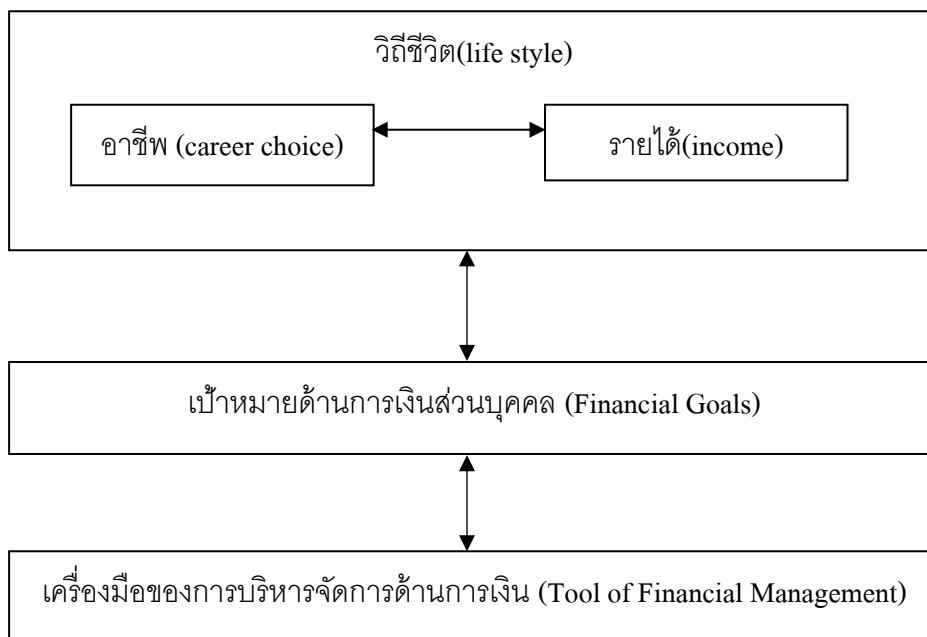 วิถีชีวิต(life style)
อาชีพ (career choice)
รายได้(income)
เป้าหมายด้านการเงินส่วนบุคคล (Financial Goals)
เครื่องมือของการบริหารจัดการด้านการเงิน (Tool of Financial Management)